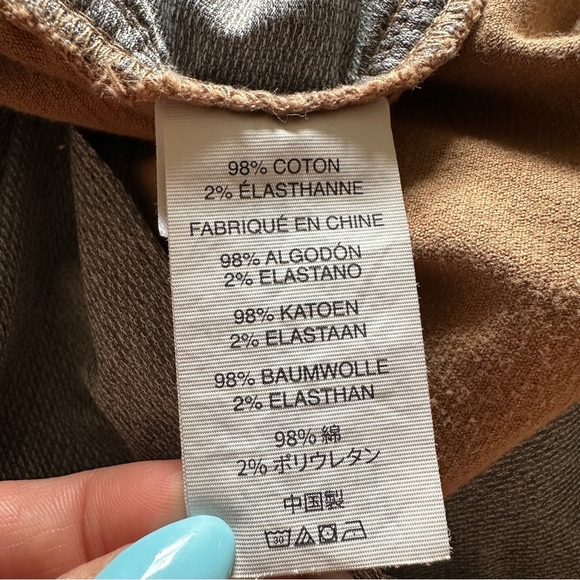 98% COTON
2% ÉLASTHANNE
FABRIQUÉ EN CHINE
98% ALGODÓN
2% ELASTANO
98% KATOEN
2% ELASTAAN
98% BAUMWOLLE
2% ELASTHAN
98% 綿
2% ポリウレタン
中国製
30